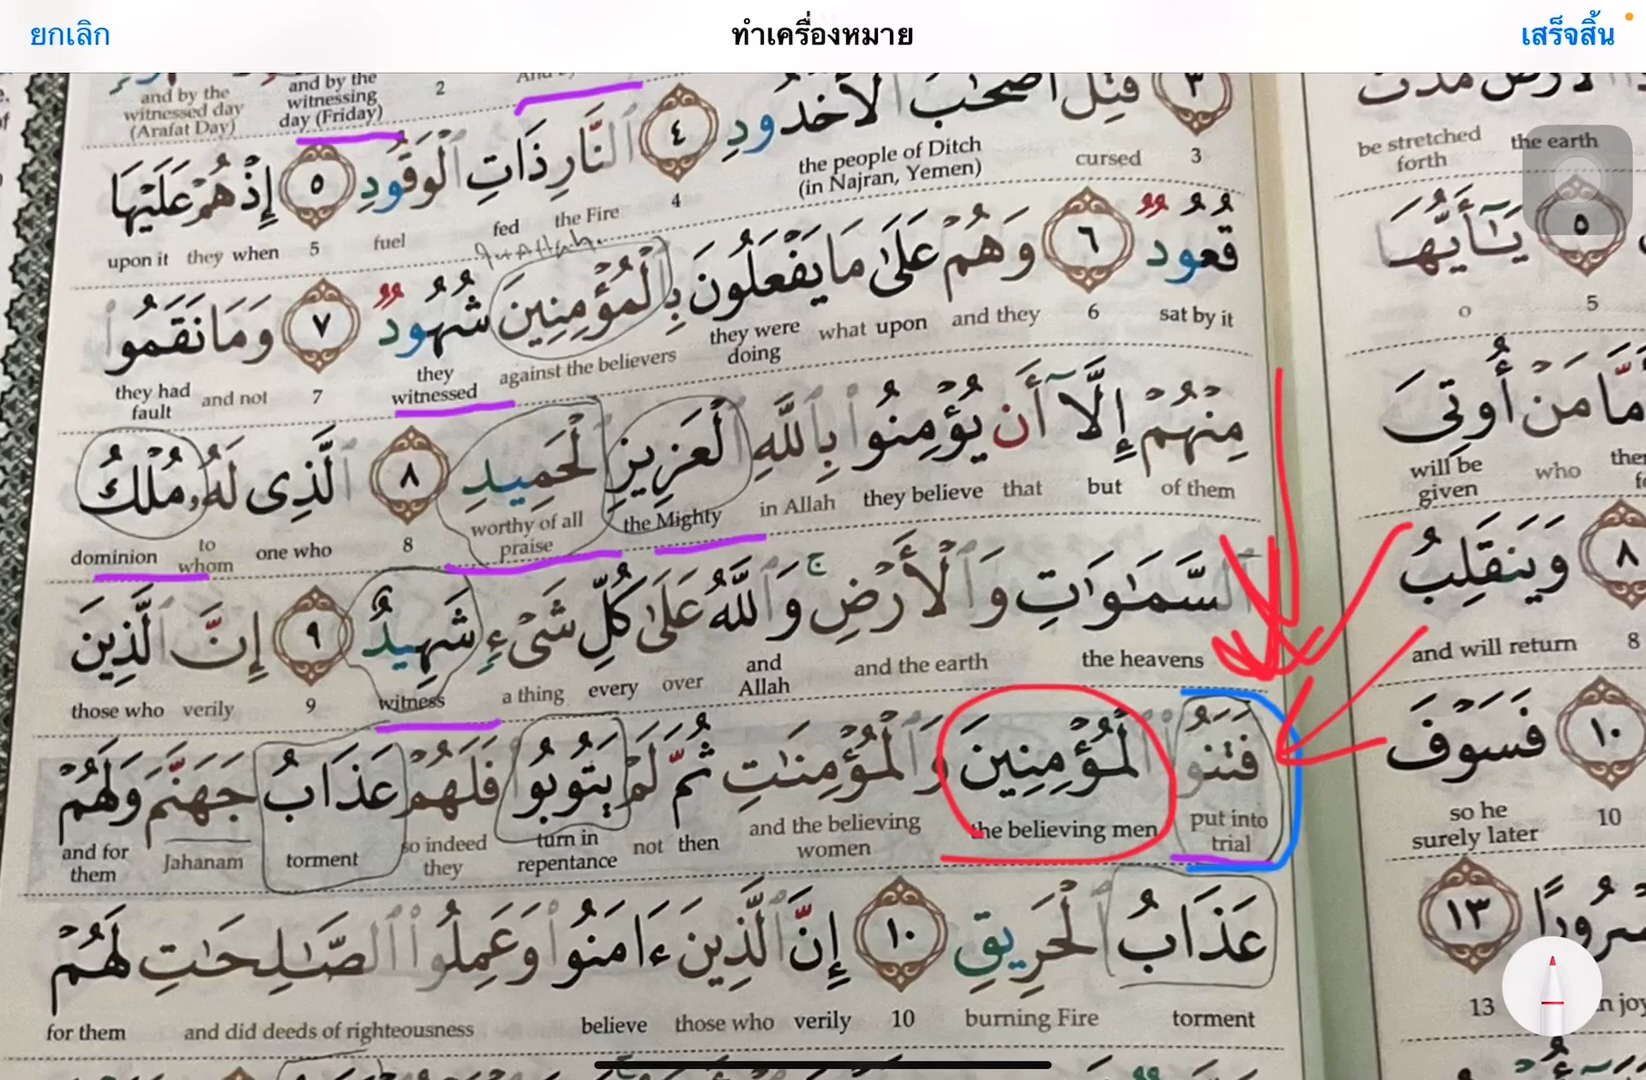 ยกเลิก
ทำเครื่องหมาย
เสร็จสิ้น
٣ قُتِلَ أَصْحَٰبُ ٱلْأُخْدُودِ ٤ ٱلنَّارِ ذَاتِ ٱلْوَقُودِ ٥ إِذْ هُمْ عَلَيْهَا
and by the witnessed day (Arafat Day)
and by the witnessing day (Friday)
2
3 cursed the people of Ditch (in Najran, Yemen) 4 the Fire fed fuel 5 when they upon it
قُعُودٌ ٦ وَهُمْ عَلَىٰ مَا يَفْعَلُونَ بِٱلْمُؤْمِنِينَ شُهُودٌ ٧ وَمَا نَقَمُوا۟
sat by it 6 and they upon what they were doing against the believers they witnessed 7 and not they had fault
مِنْهُمْ إِلَّآ أَن يُؤْمِنُوا۟ بِٱللَّهِ ٱلْعَزِيزِ ٱلْحَمِيدِ ٨ ٱلَّذِى لَهُۥ مُلْكُ
of them but that they believe in Allah the Mighty worthy of all praise 8 one who to whom dominion
ٱلسَّمَٰوَٰتِ وَٱلْأَرْضِ ۚ وَٱللَّهُ عَلَىٰ كُلِّ شَىْءٍ شَهِيدٌ ٩ إِنَّ ٱلَّذِينَ
the heavens and the earth and Allah over every a thing witness 9 verily those who
فَتَنُوا۟ ٱلْمُؤْمِنِينَ وَٱلْمُؤْمِنَٰتِ ثُمَّ لَمْ يَتُوبُوا۟ فَلَهُمْ عَذَابُ جَهَنَّمَ وَلَهُمْ
put into trial the believing men and the believing women then not turn in repentance so indeed they torment Jahanam and for them
عَذَابُ ٱلْحَرِيقِ ١٠ إِنَّ ٱلَّذِينَ ءَامَنُوا۟ وَعَمِلُوا۟ ٱلصَّٰلِحَٰتِ لَهُمْ
torment burning Fire 10 verily those who believe and did deeds of righteousness for them
the earth be stretched forth
٥ يَٰٓأَيُّهَا
5 o
مَنْ أُوتِىَ
who will be given
٨ وَيَنقَلِبُ
8 and will return
١٠ فَسَوْفَ
10 so he surely later
١٣
13